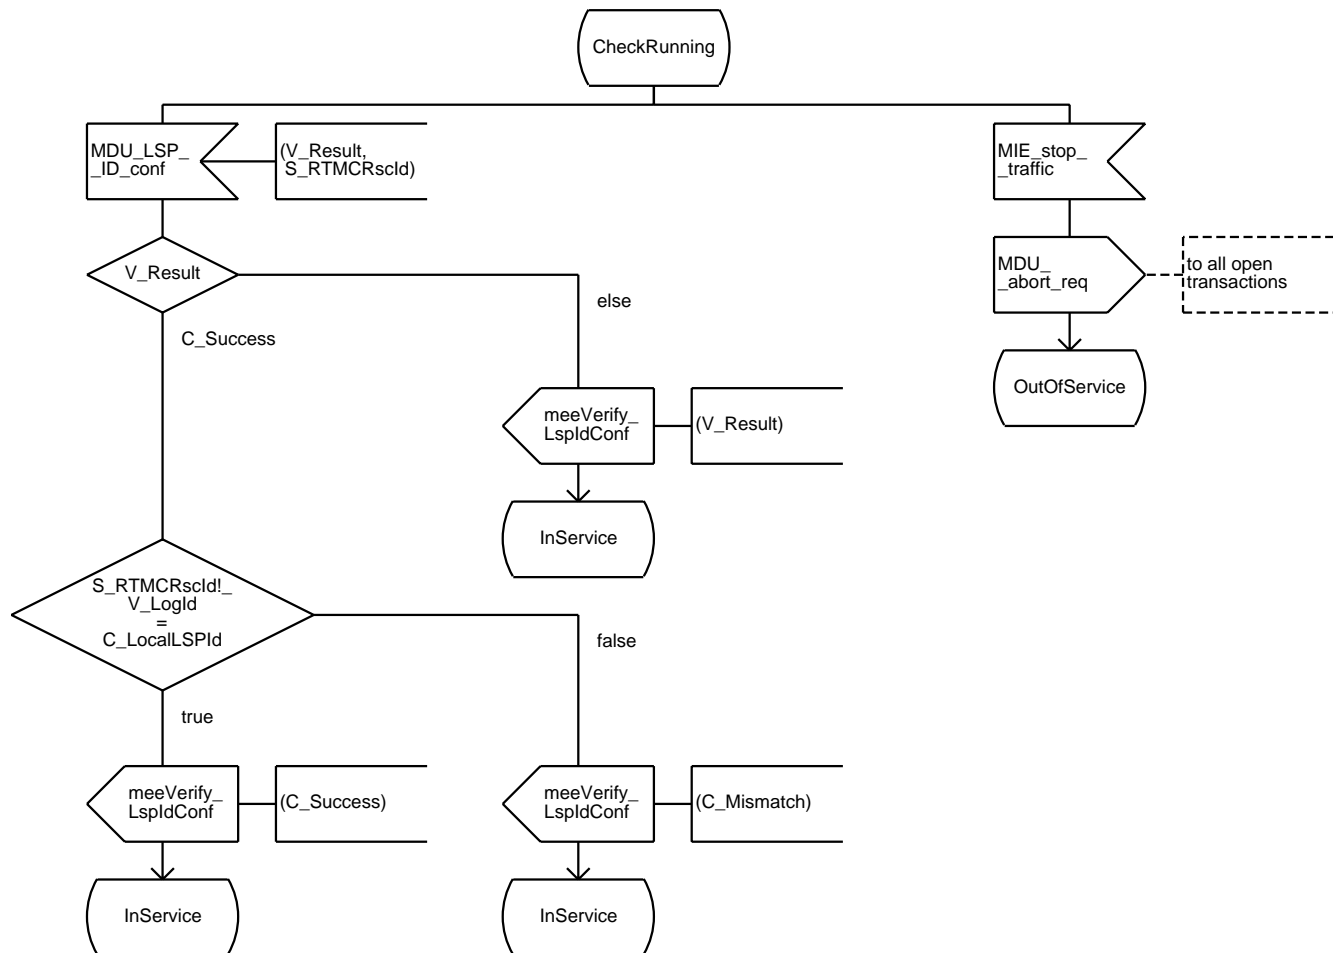 CheckRunning
MDU_LSP_
_ID_conf
(V_Result,
S_RTMCRscId)
MIE_stop_
_traffic
V_Result
MDU_
_abort_req
to all open
transactions
else
C_Success
OutOfService
meeVerify_
LspIdConf
(V_Result)
InService
S_RTMCRscId!_
V_LogId
=
C_LocalLSPId
false
true
meeVerify_
LspIdConf
(C_Success)
meeVerify_
LspIdConf
(C_Mismatch)
InService
InService